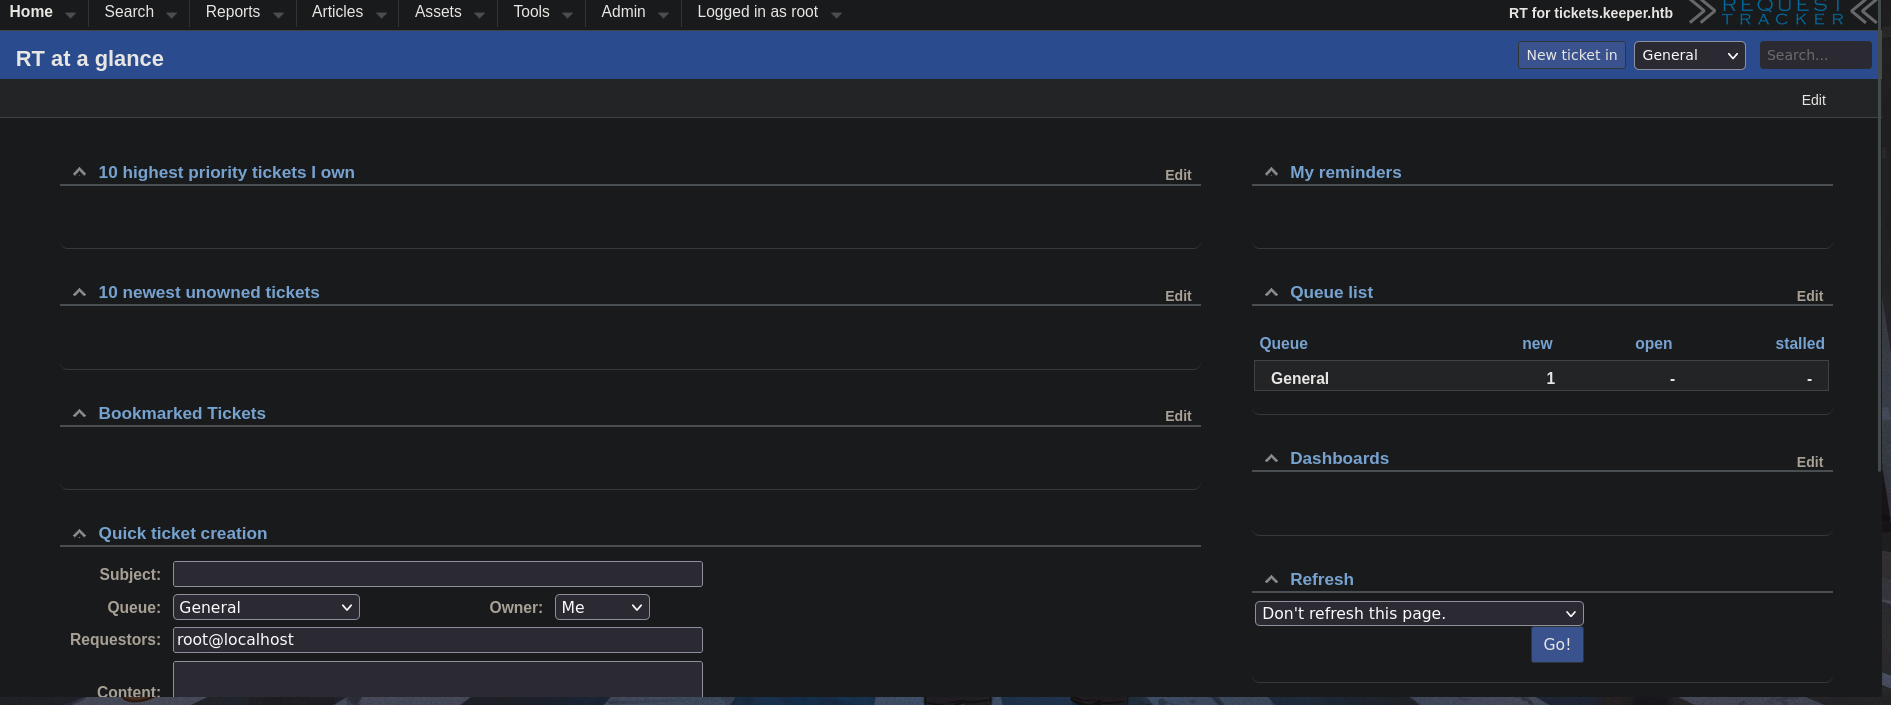 Home Search Reports Articles Assets Tools Admin Logged in as root RT for tickets.keeper.htb REQUEST TRACKER
RT at a glance New ticket in General Search...
Edit
10 highest priority tickets I own Edit
My reminders
10 newest unowned tickets Edit
Queue list Edit
Queue new open stalled
General 1 - -
Bookmarked Tickets Edit
Dashboards Edit
Quick ticket creation
Subject:
Queue: General Owner: Me
Requestors: root@localhost
Content:
Refresh
Don't refresh this page.
Go!